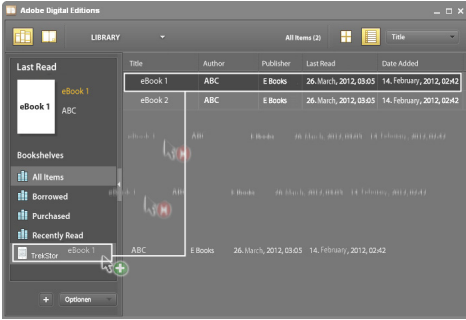 Adobe Digital Editions
LIBRARY
All Items (2)
Title
Last Read
eBook 1
eBook 1
ABC
Title Author Publisher Last Read Date Added
eBook 1 ABC E Books 26. March, 2012, 03:05 14. February, 2012, 02:42
eBook 2 ABC E Books 26. March, 2012, 03:05 14. February, 2012, 02:42
Bookshelves
All Items
Borrowed
Purchased
Recently Read
TrekStor
eBook 1 ABC E Books 26. March, 2012, 03:05 14. February, 2012, 02:42
+ Optionen